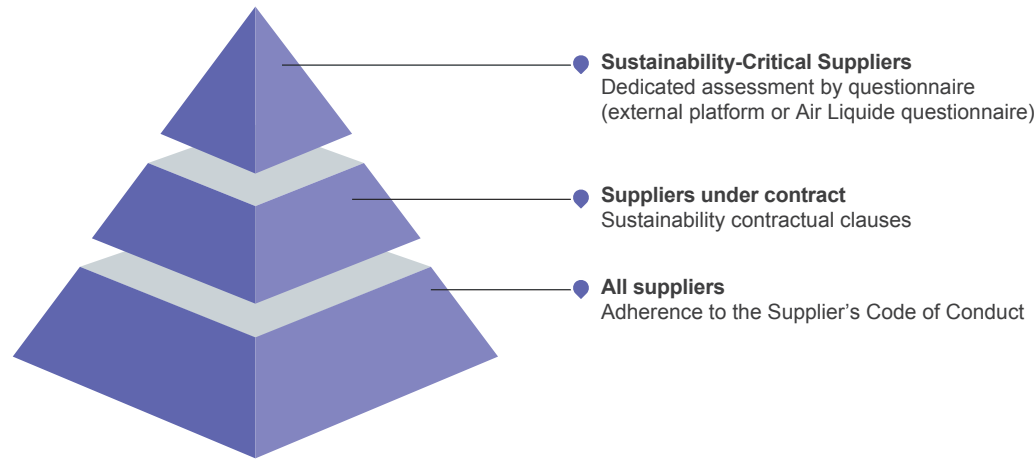 Sustainability-Critical Suppliers
Dedicated assessment by questionnaire
(external platform or Air Liquide questionnaire)
Suppliers under contract
Sustainability contractual clauses
All suppliers
Adherence to the Supplier’s Code of Conduct